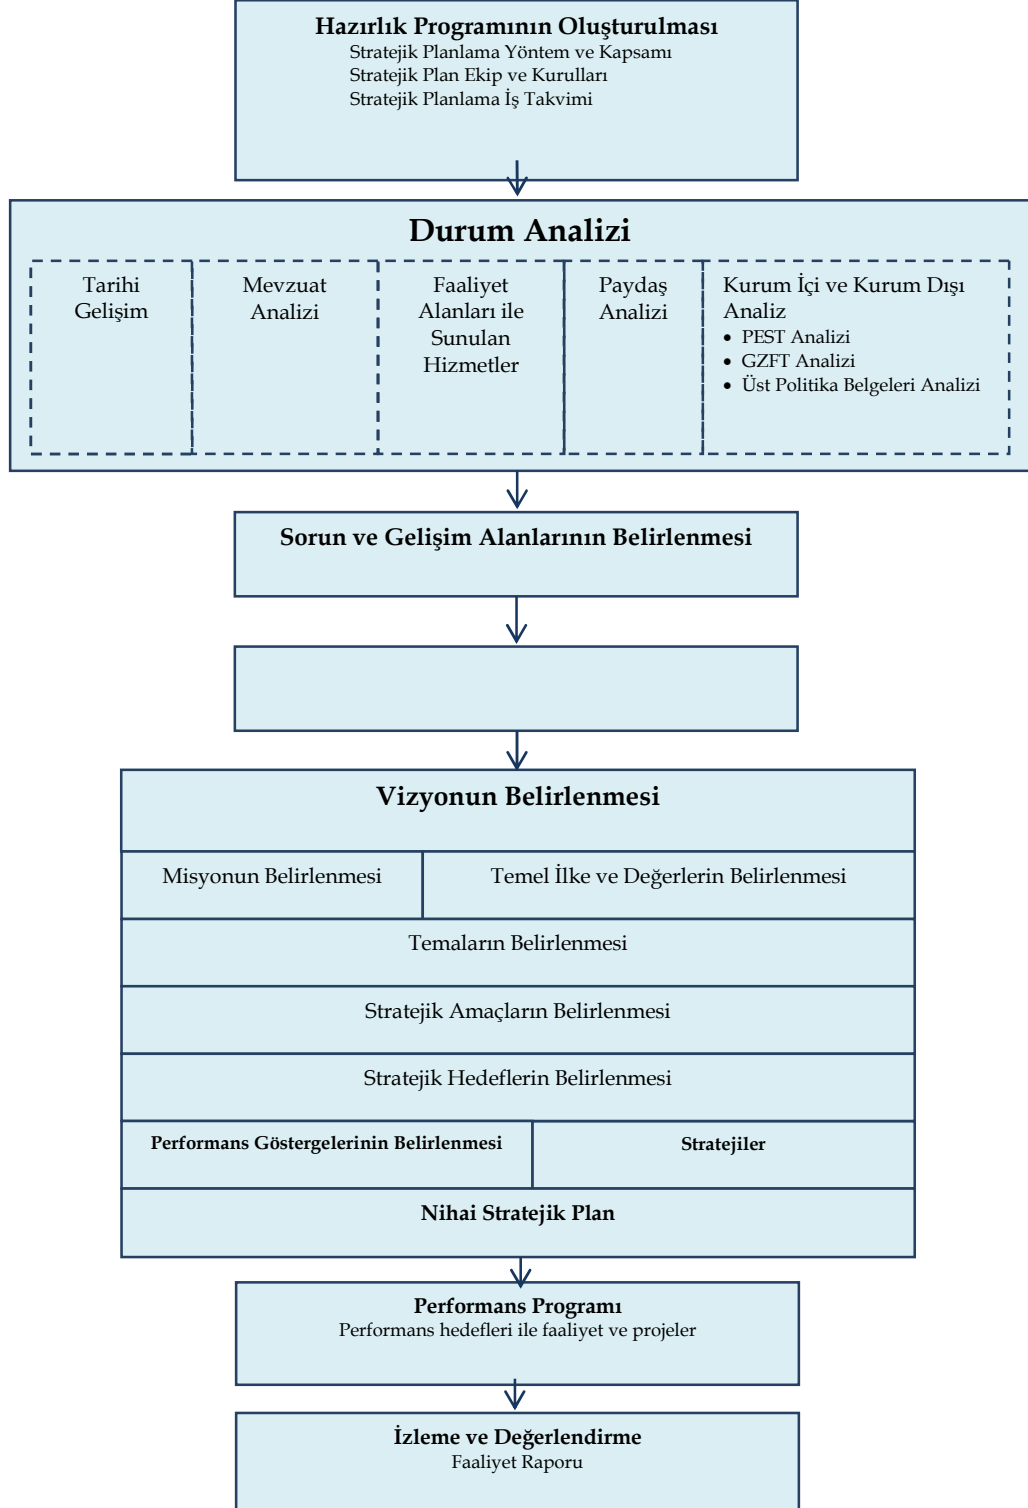 Hazırlık Programının Oluşturulması
Stratejik Planlama Yöntem ve Kapsamı
Stratejik Plan Ekip ve Kurulları
Stratejik Planlama İş Takvimi
Durum Analizi
Tarihi
Gelişim
Mevzuat
Analizi
Faaliyet
Alanları ile
Sunulan
Hizmetler
Paydaş
Analizi
Kurum İçi ve Kurum Dışı
Analiz
• PEST Analizi
• GZFT Analizi
• Üst Politika Belgeleri Analizi
Sorun ve Gelişim Alanlarının Belirlenmesi
Vizyonun Belirlenmesi
Misyonun Belirlenmesi
Temel İlke ve Değerlerin Belirlenmesi
Temaların Belirlenmesi
Stratejik Amaçların Belirlenmesi
Stratejik Hedeflerin Belirlenmesi
Performans Göstergelerinin Belirlenmesi
Stratejiler
Nihai Stratejik Plan
Performans Programı
Performans hedefleri ile faaliyet ve projeler
İzleme ve Değerlendirme
Faaliyet Raporu